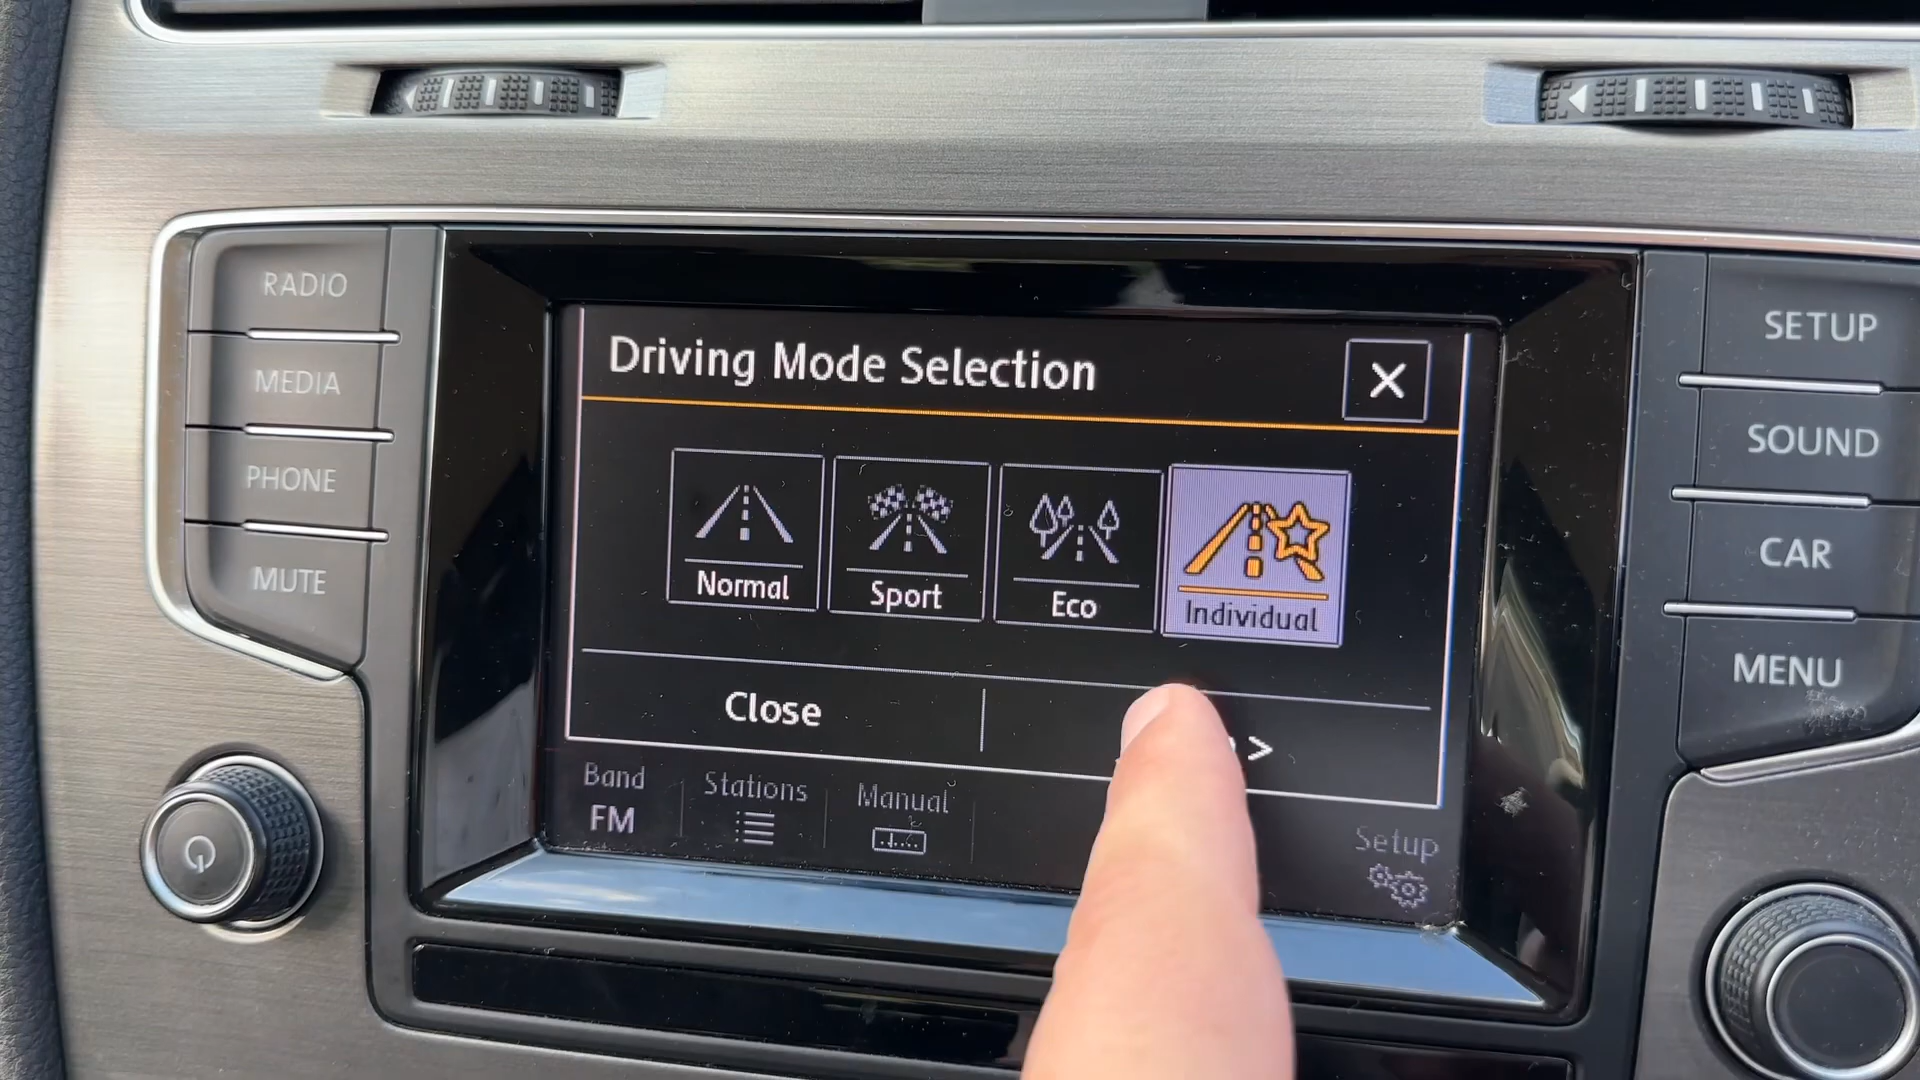 RADIO
MEDIA
PHONE
MUTE
Driving Mode Selection
X
Normal
Sport
Eco
Individual
Close
>
Band
FM
Stations
Manual
Setup
SETUP
SOUND
CAR
MENU